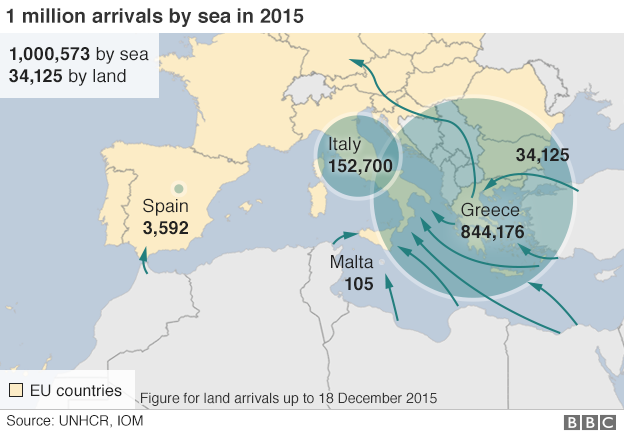 1 million arrivals by sea in 2015
1,000,573 by sea
34,125 by land
Italy
152,700
34,125
Spain
3,592
Greece
844,176
Malta
105
EU countries
Figure for land arrivals up to 18 December 2015
Source: UNHCR, IOM
BBC